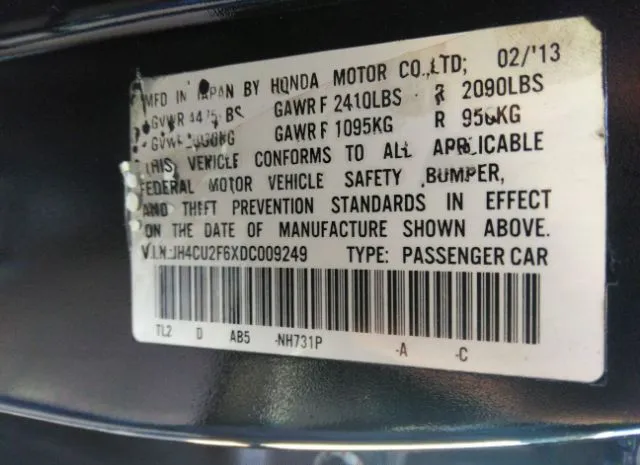 02/'13
MFD IN JAPAN BY HONDA MOTOR CO.,LTD;
GAWR F 2410LBS R 2090LBS
GAWR F 1095KG R 950KG
THIS VEHICLE CONFORMS TO ALL APPLICABLE
FEDERAL MOTOR VEHICLE SAFETY, BUMPER,
AND THEFT PREVENTION STANDARDS IN EFFECT
ON THE DATE OF MANUFACTURE SHOWN ABOVE.
V.I.N:JH4CU2F6XDC009249 TYPE: PASSENGER CAR
TL2 D AB5 -NH731P -A -C